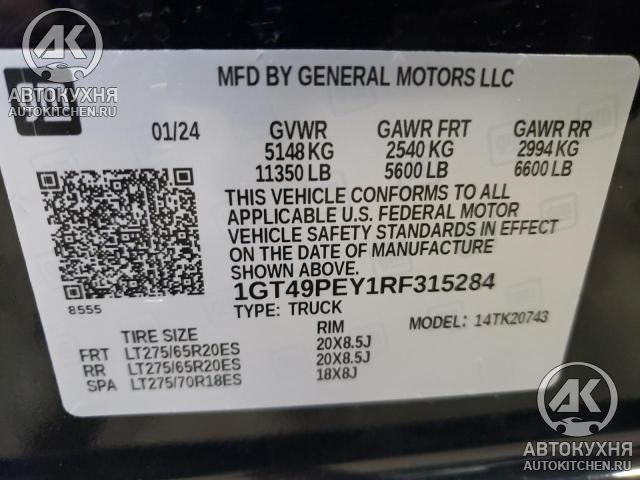 AK
АВТОКУХНЯ
AUTOKITCHEN.RU
MFD BY GENERAL MOTORS LLC
01/24 GVWR GAWR FRT GAWR RR
5148 KG 2540 KG 2994 KG
11350 LB 5600 LB 6600 LB
THIS VEHICLE CONFORMS TO ALL
APPLICABLE U.S. FEDERAL MOTOR
VEHICLE SAFETY STANDARDS IN EFFECT
ON THE DATE OF MANUFACTURE
SHOWN ABOVE.
1GT49PEY1RF315284
8555
TYPE: TRUCK MODEL: 14TK20743
TIRE SIZE RIM
FRT LT275/65R20ES 20X8.5J
RR LT275/65R20ES 20X8.5J
SPA LT275/70R18ES 18X8J
AK
АВТОКУХНЯ
AUTOKITCHEN.RU